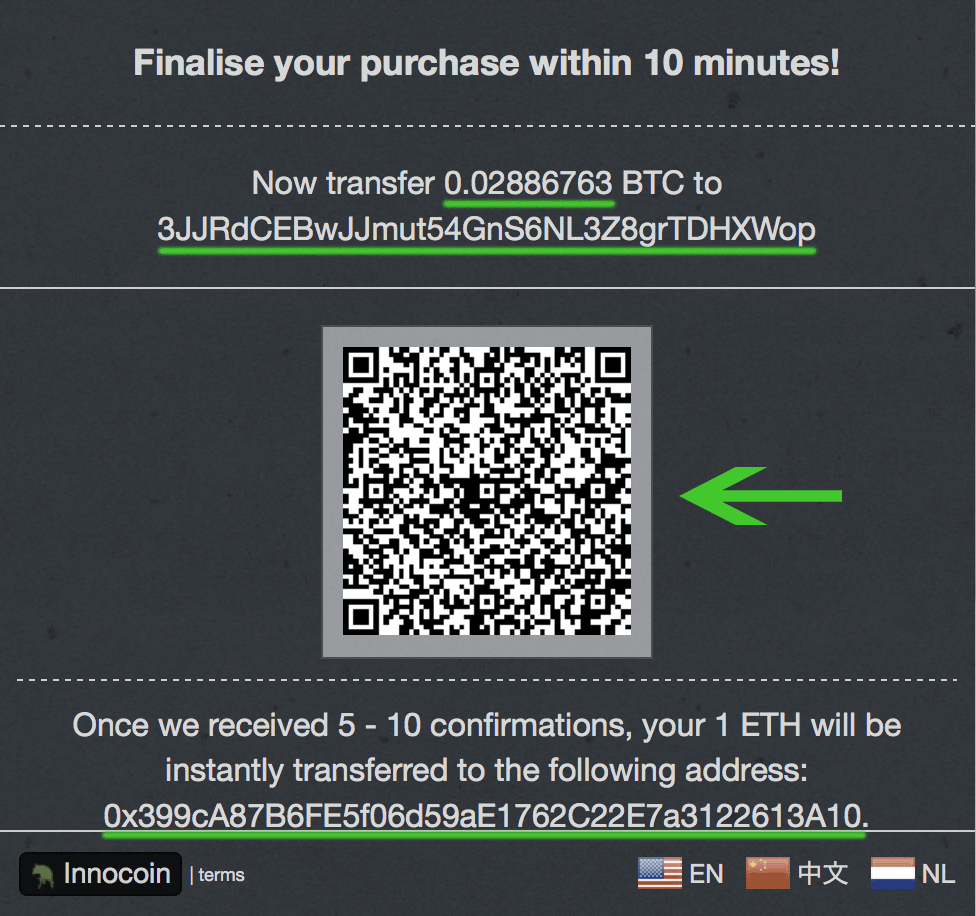 Finalise your purchase within 10 minutes!
Now transfer 0.02886763 BTC to
3JJRdCEBwJJmut54GnS6NL3Z8grTDHXWop
Once we received 5 - 10 confirmations, your 1 ETH will be
instantly transferred to the following address:
0x399cA87B6FE5f06d59aE1762C22E7a3122613A10.
Innocoin | terms EN 中文 NL